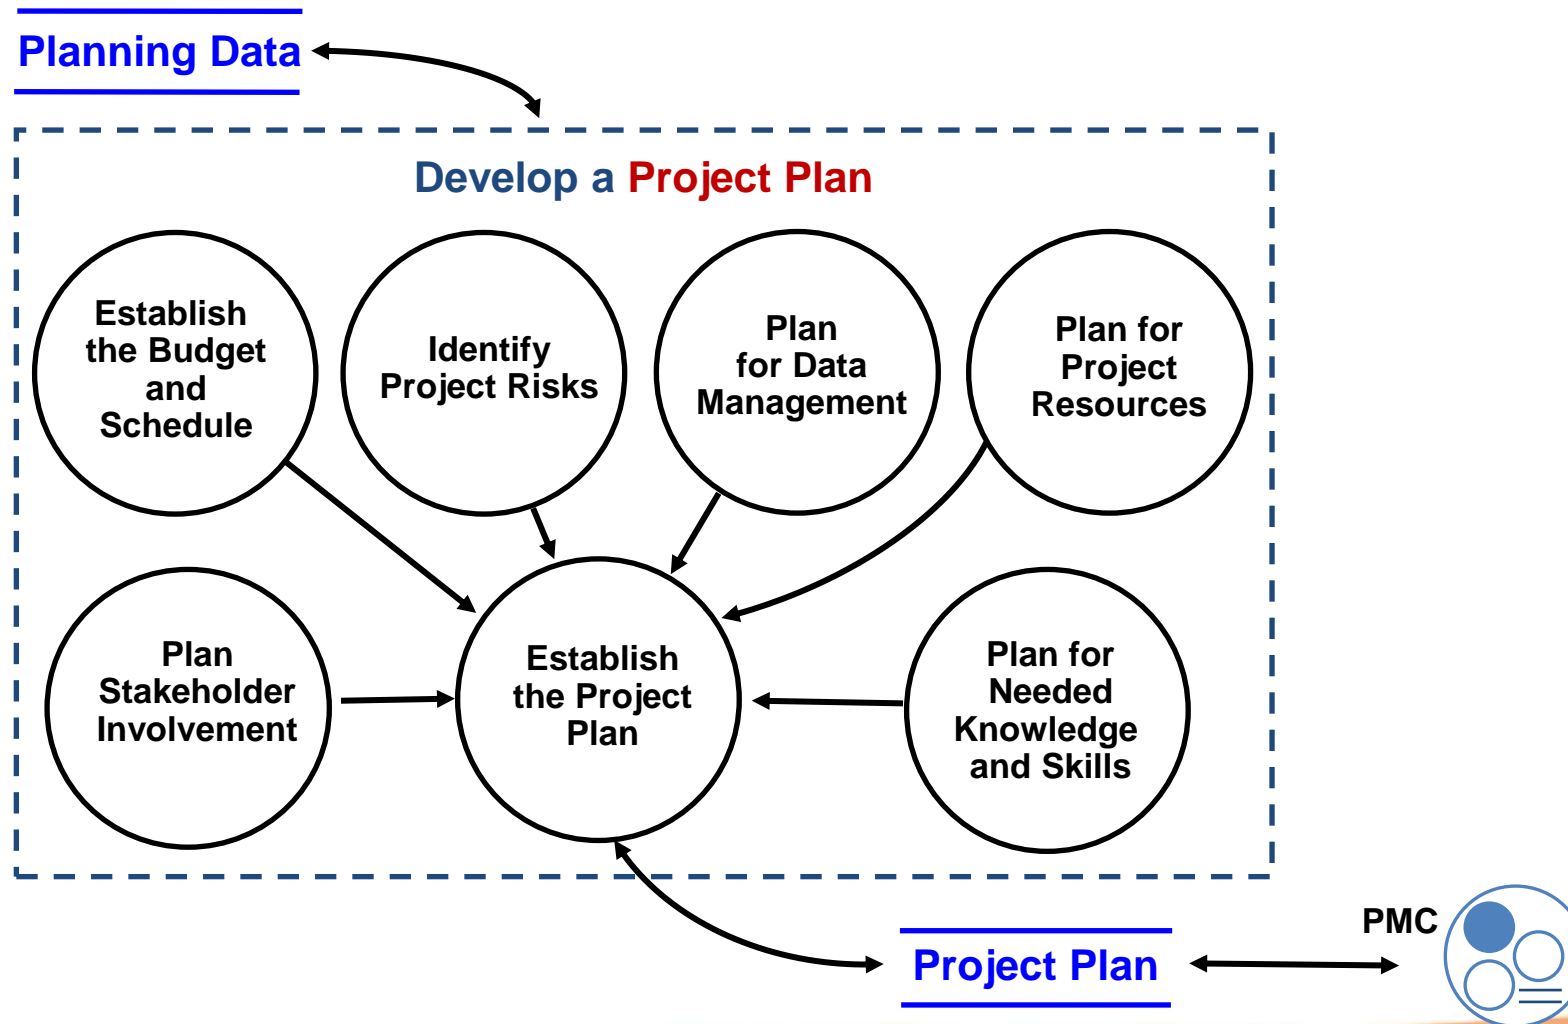 Planning Data
Develop a Project Plan
Establish
the Budget
and
Schedule
Identify
Project Risks
Plan
for Data
Management
Plan for
Project
Resources
Plan
Stakeholder
Involvement
Establish
the Project
Plan
Plan for
Needed
Knowledge
and Skills
PMC
Project Plan